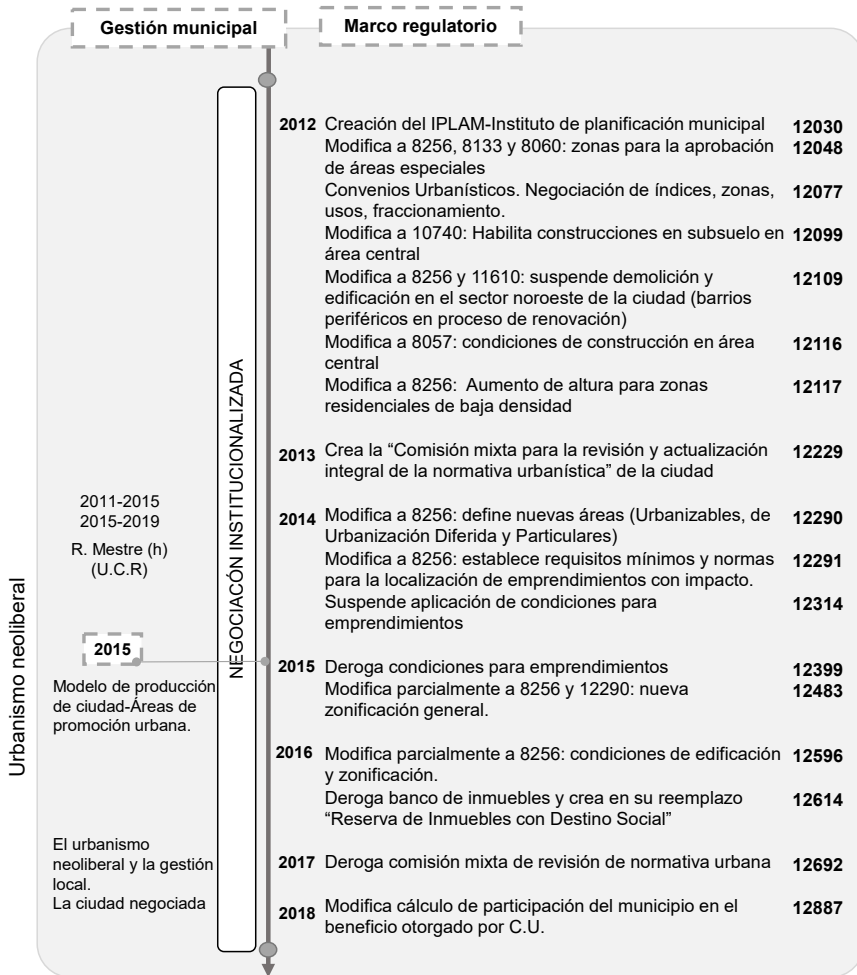 Gestión municipal
Marco regulatorio
Urbanismo neoliberal
2011-2015
2015-2019
R. Mestre (h)
(U.C.R)
2015
Modelo de producción
de ciudad-Áreas de
promoción urbana.
El urbanismo
neoliberal y la gestión
local.
La ciudad negociada
NEGOCIACÓN INSTITUCIONALIZADA
2012 Creación del IPLAM-Instituto de planificación municipal 12030
Modifica a 8256, 8133 y 8060: zonas para la aprobación 12048
de áreas especiales
Convenios Urbanísticos. Negociación de índices, zonas, 12077
usos, fraccionamiento.
Modifica a 10740: Habilita construcciones en subsuelo en 12099
área central
Modifica a 8256 y 11610: suspende demolición y 12109
edificación en el sector noroeste de la ciudad (barrios
periféricos en proceso de renovación)
Modifica a 8057: condiciones de construcción en área 12116
central
Modifica a 8256: Aumento de altura para zonas 12117
residenciales de baja densidad
2013 Crea la “Comisión mixta para la revisión y actualización 12229
integral de la normativa urbanística” de la ciudad
2014 Modifica a 8256: define nuevas áreas (Urbanizables, de 12290
Urbanización Diferida y Particulares)
Modifica a 8256: establece requisitos mínimos y normas 12291
para la localización de emprendimientos con impacto.
Suspende aplicación de condiciones para 12314
emprendimientos
2015 Deroga condiciones para emprendimientos 12399
Modifica parcialmente a 8256 y 12290: nueva 12483
zonificación general.
2016 Modifica parcialmente a 8256: condiciones de edificación 12596
y zonificación.
Deroga banco de inmuebles y crea en su reemplazo 12614
“Reserva de Inmuebles con Destino Social”
2017 Deroga comisión mixta de revisión de normativa urbana 12692
2018 Modifica cálculo de participación del municipio en el 12887
beneficio otorgado por C.U.